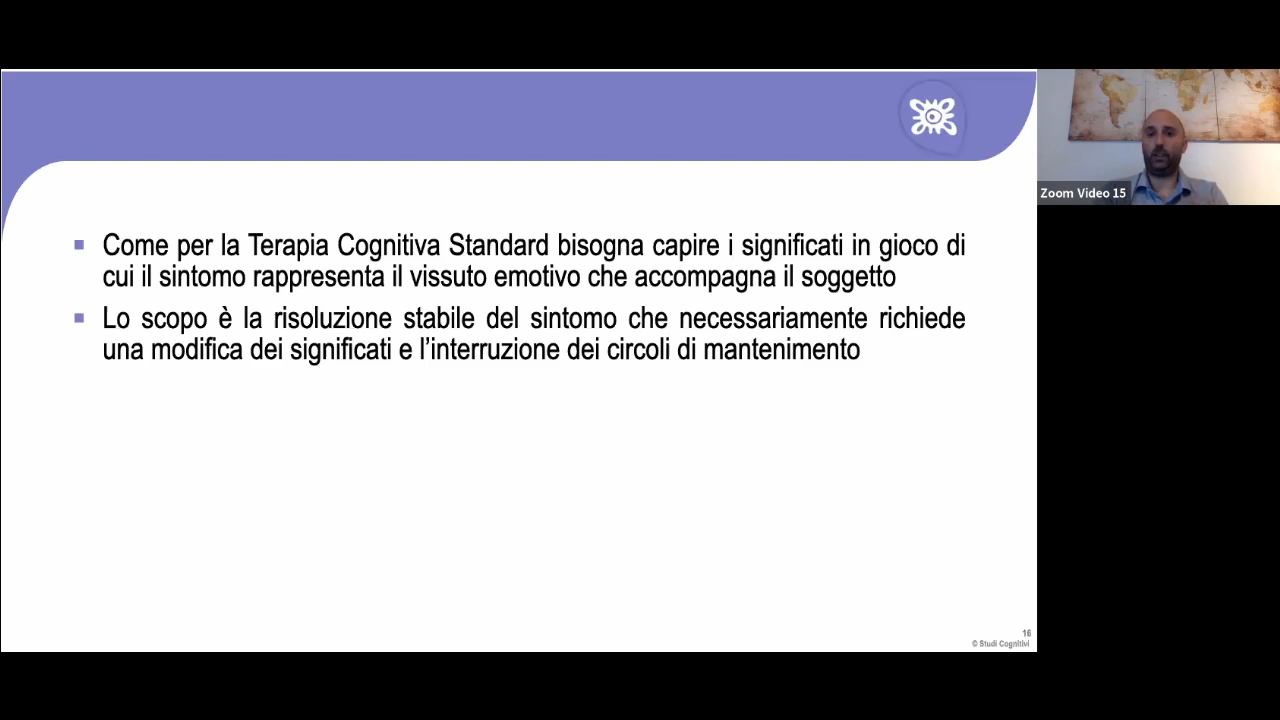 Come per la Terapia Cognitiva Standard bisogna capire i significati in gioco di
cui il sintomo rappresenta il vissuto emotivo che accompagna il soggetto
Lo scopo è la risoluzione stabile del sintomo che necessariamente richiede
una modifica dei significati e l’interruzione dei circoli di mantenimento
16
© Studi Cognitivi
Zoom Video 15